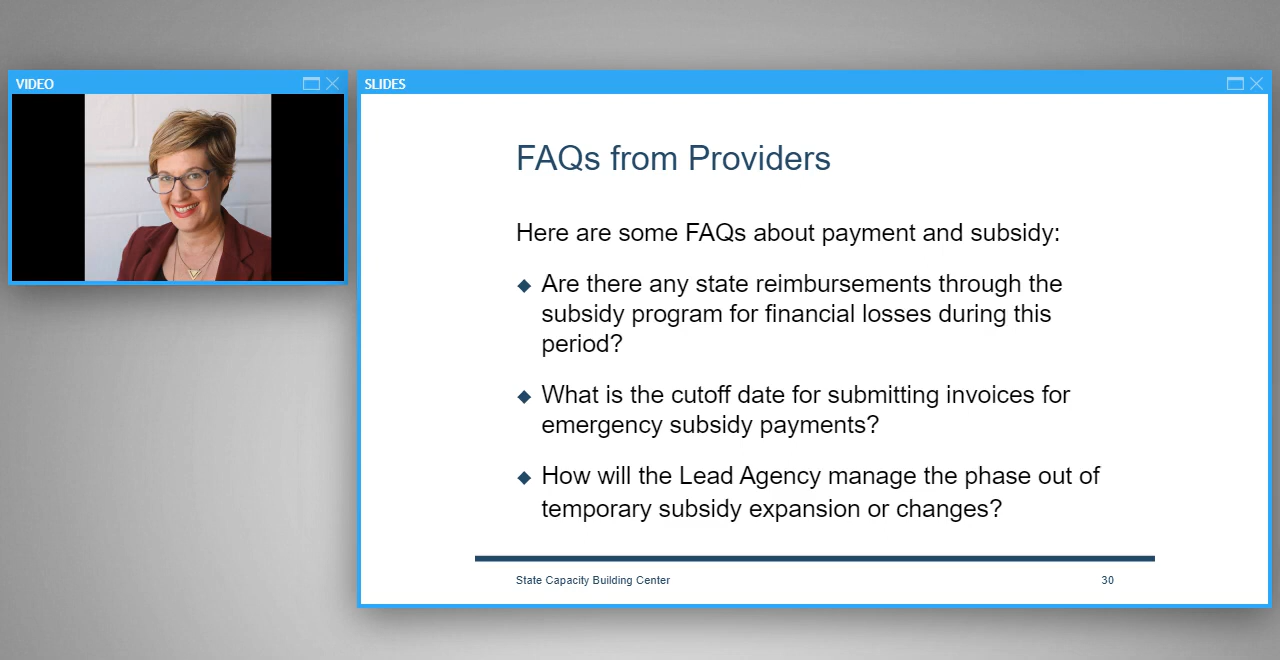 VIDEO
SLIDES
FAQs from Providers
Here are some FAQs about payment and subsidy:
Are there any state reimbursements through the
subsidy program for financial losses during this
period?
What is the cutoff date for submitting invoices for
emergency subsidy payments?
How will the Lead Agency manage the phase out of
temporary subsidy expansion or changes?
State Capacity Building Center
30